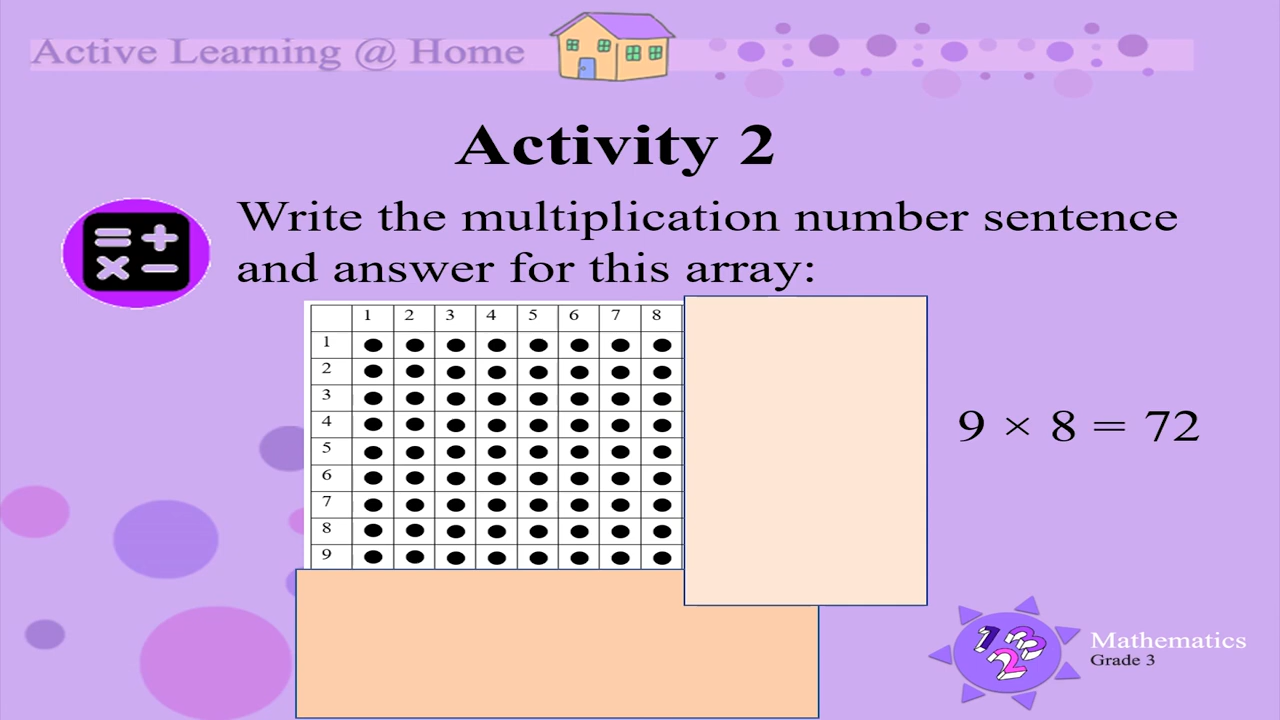 Active Learning @ Home
Activity 2
Write the multiplication number sentence
and answer for this array:
1 2 3 4 5 6 7 8
1
2
3
4
5
6
7
8
9
9 × 8 = 72
123
2
Mathematics
Grade 3